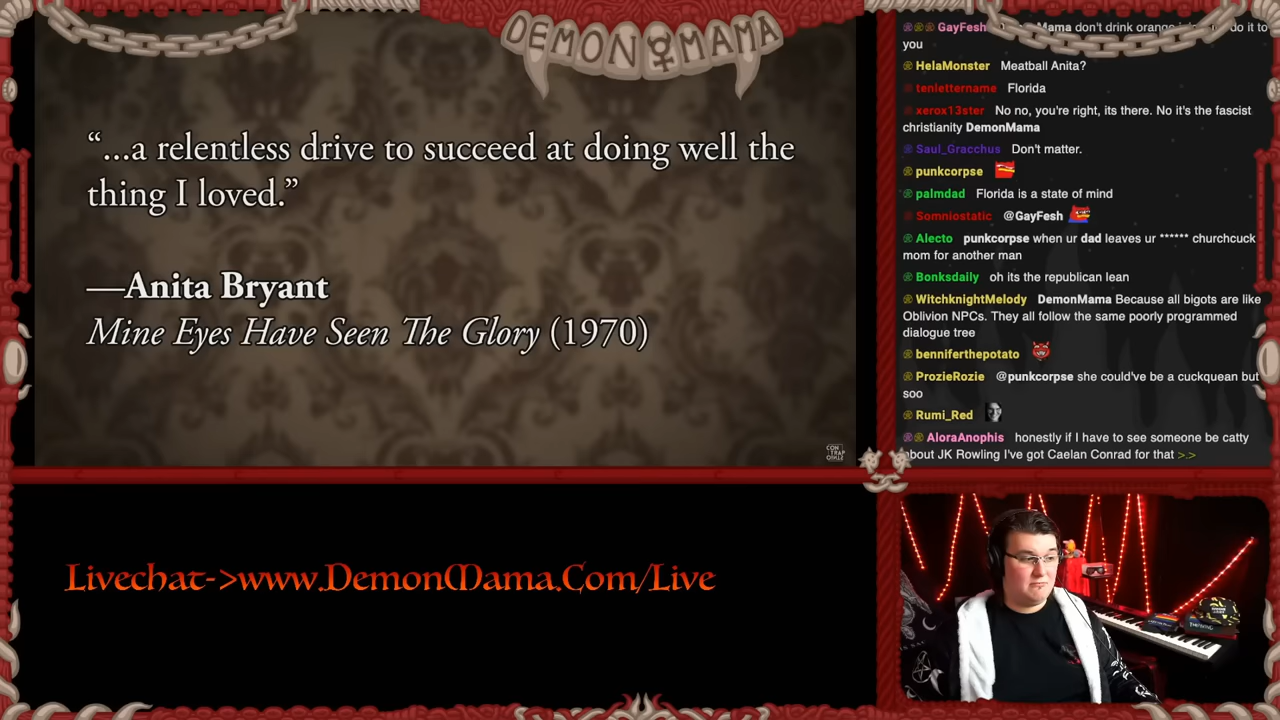 DEMON MAMA
“...a relentless drive to succeed at doing well the
thing I loved.”
—Anita Bryant
Mine Eyes Have Seen The Glory (1970)
CON
TRAP
Livechat->www.DemonMama.Com/Live
GayFesh Mama don't drink orange do it to
you
HelaMonster Meatball Anita?
tenlettername Florida
xerox13ster No no, you're right, its there. No it's the fascist
christianity DemonMama
Saul_Gracchus Don't matter.
punkcorpse
palmdad Florida is a state of mind
Somniostatic @GayFesh
Alecto punkcorpse when ur dad leaves ur ****** churchcuck
mom for another man
Bonksdaily oh its the republican lean
WitchknightMelody DemonMama Because all bigots are like
Oblivion NPCs. They all follow the same poorly programmed
dialogue tree
benniferthepotato
ProzieRozie @punkcorpse she could've be a cuckquean but
soo
Rumi_Red
AloraAnophis honestly if I have to see someone be catty
about JK Rowling I've got Caelan Conrad for that >.>